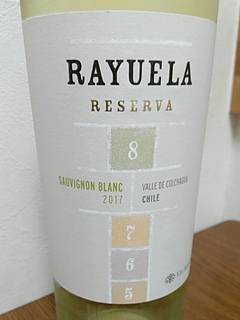 RAYUELA
RESERVA
8
SAUVIGNON BLANC
2017
VALLE DE COLCHAGUA
CHILE
7
6
5